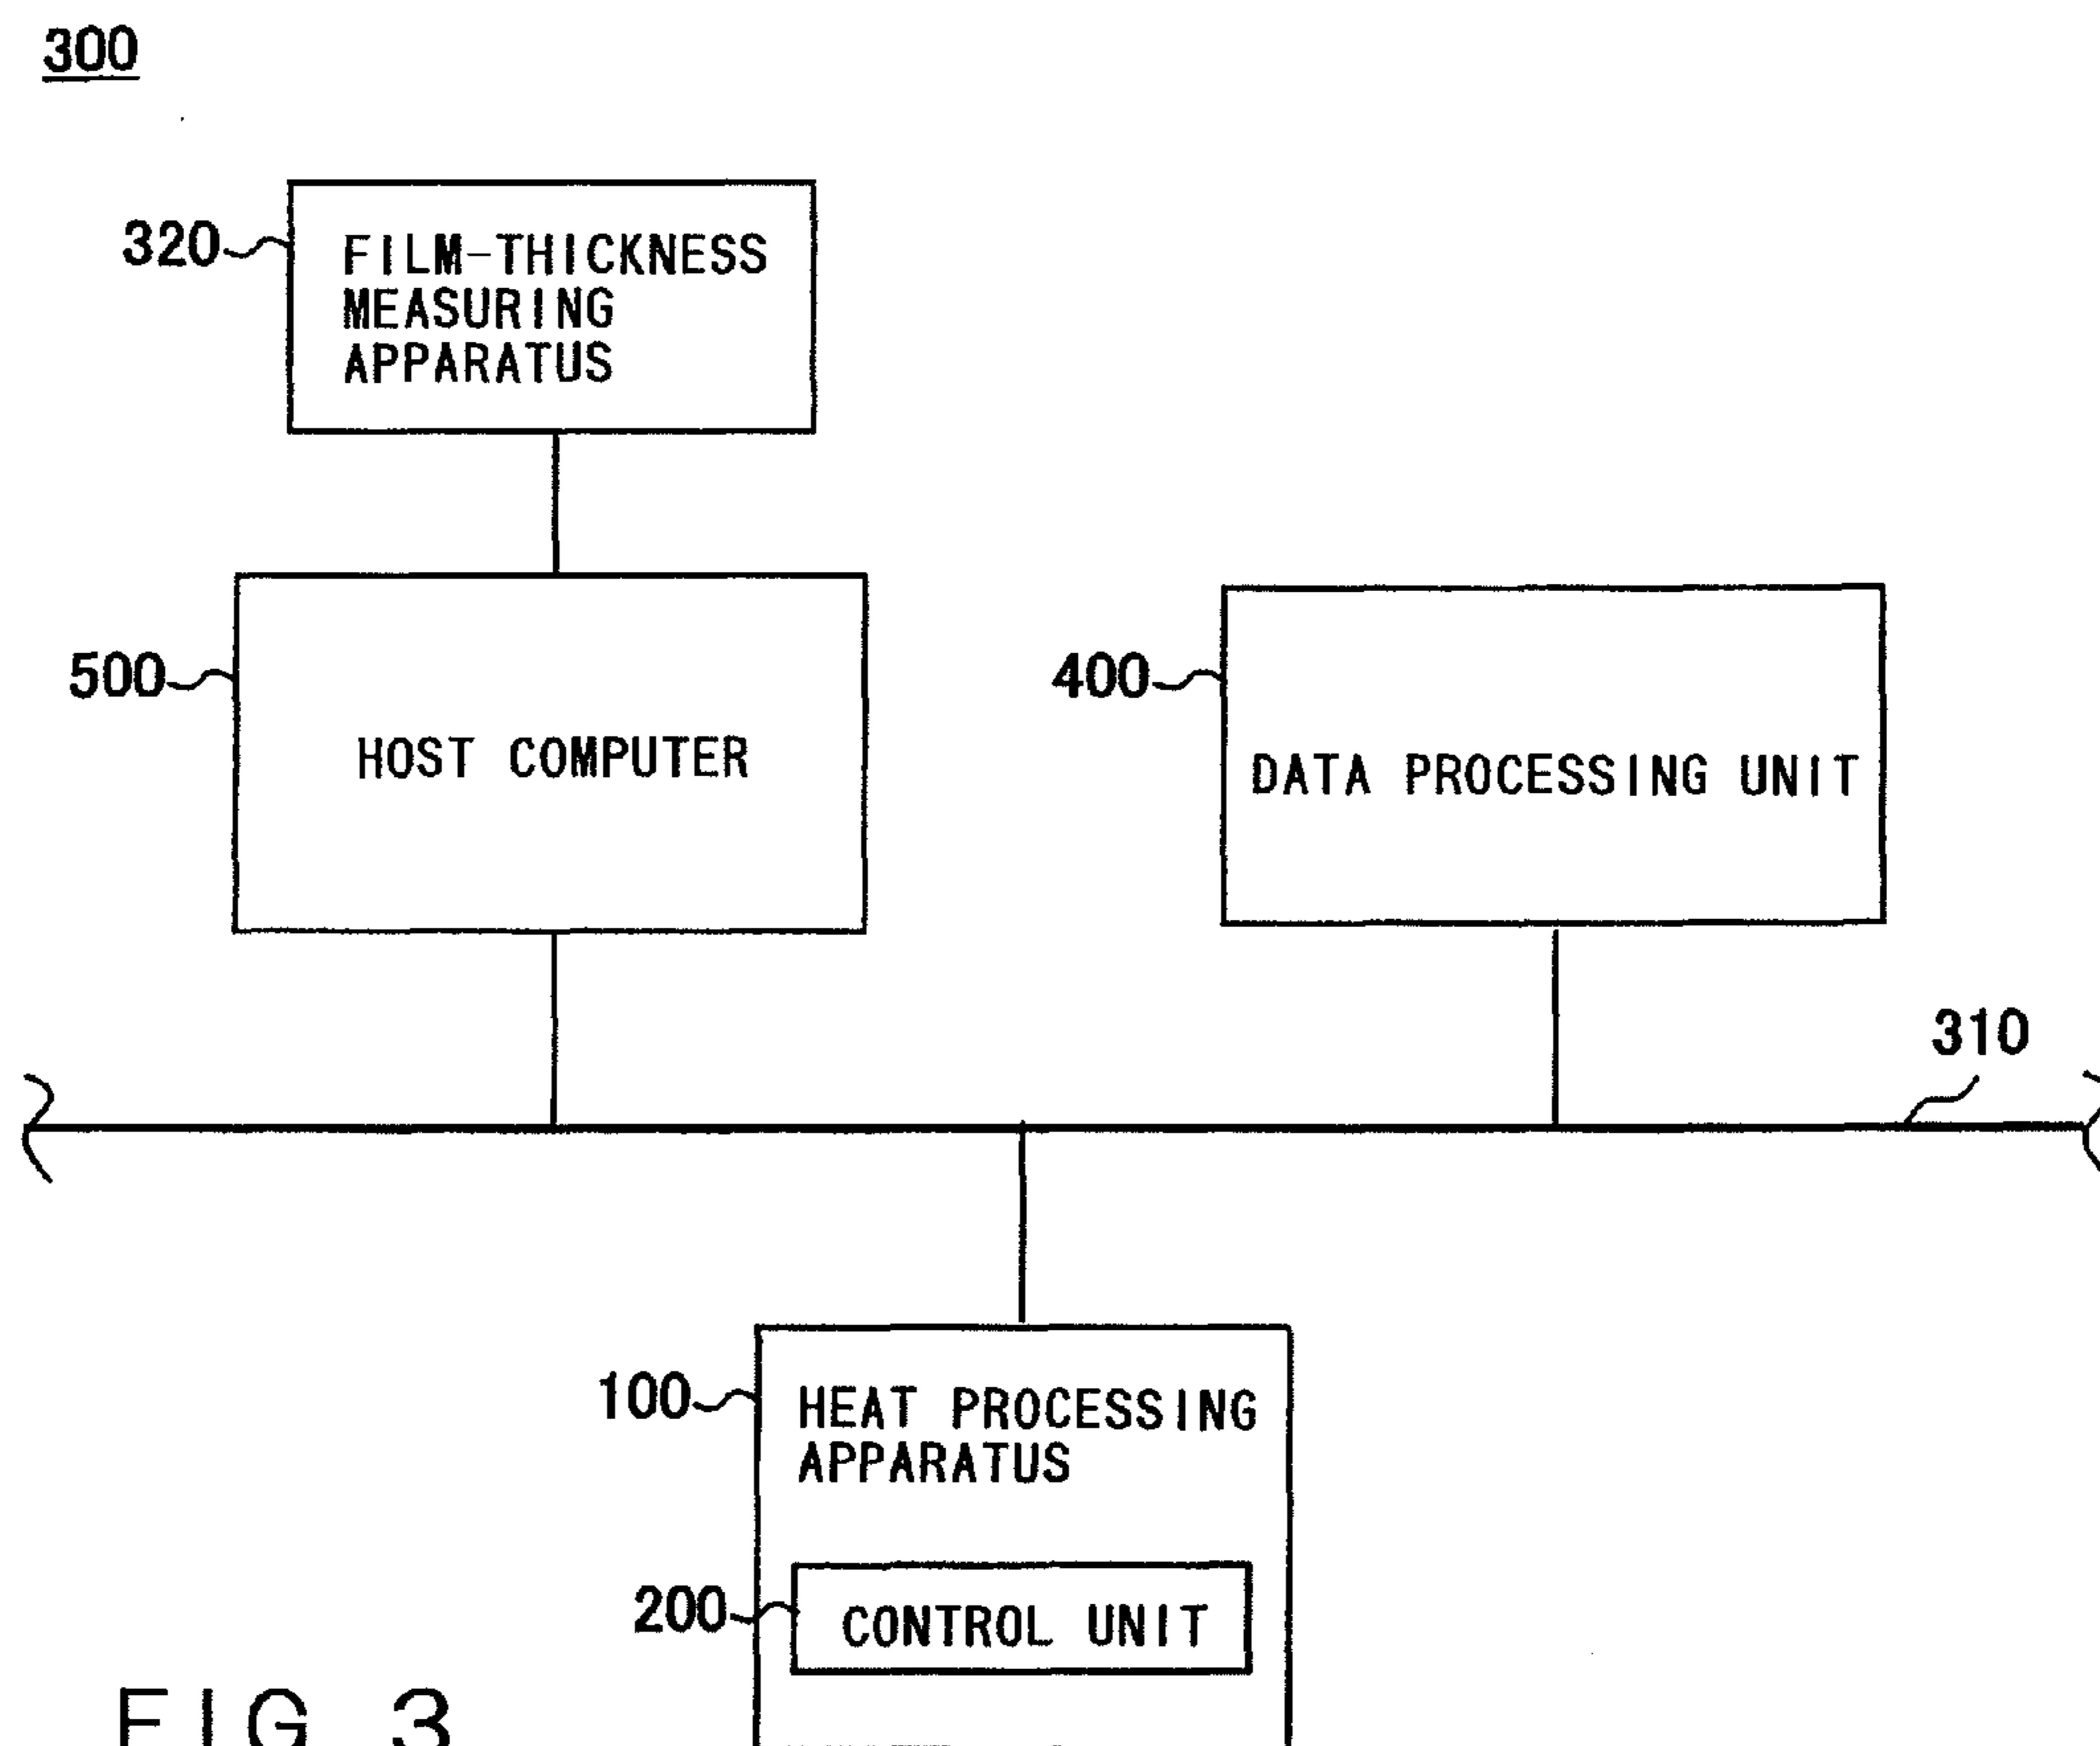 300
320
FILM-THICKNESS
MEASURING
APPARATUS
500
HOST COMPUTER
400
DATA PROCESSING UNIT
310
100
HEAT PROCESSING
APPARATUS
200
CONTROL UNIT
FIG 3